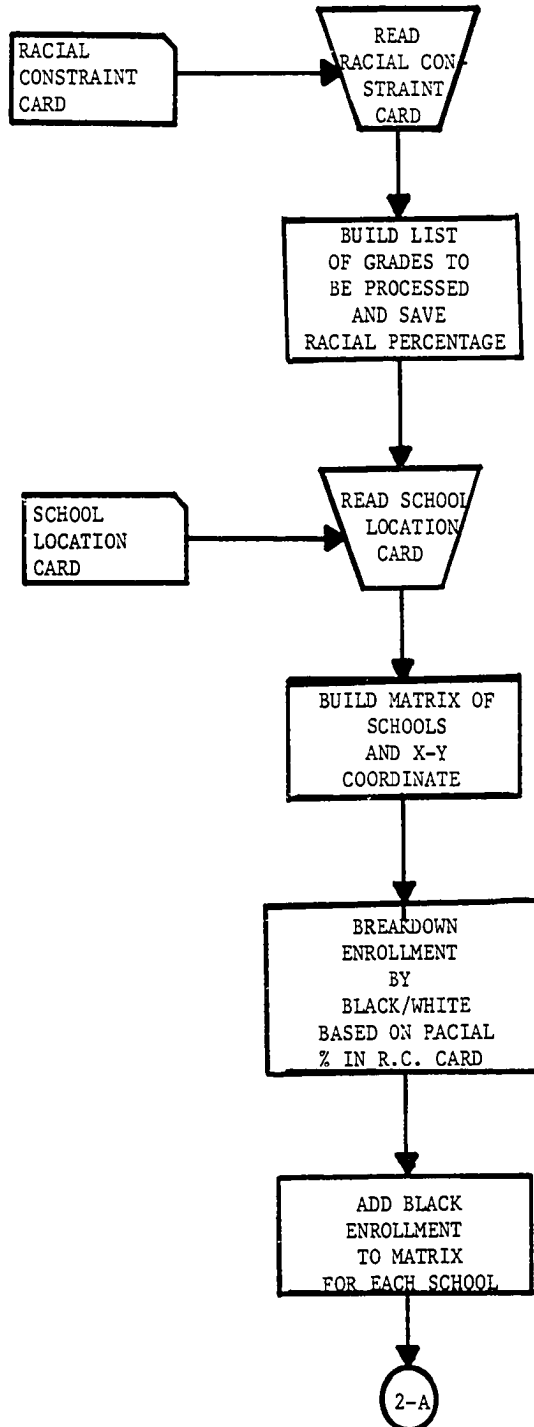 RACIAL
CONSTRAINT
CARD
READ
RACIAL CON-
STRAINT
CARD
BUILD LIST
OF GRADES TO
BE PROCESSED
AND SAVE
RACIAL PERCENTAGE
SCHOOL
LOCATION
CARD
READ SCHOOL
LOCATION
CARD
BUILD MATRIX OF
SCHOOLS
AND X-Y
COORDINATE
BREAKDOWN
ENROLLMENT
BY
BLACK/WHITE
BASED ON PACIAL
% IN R.C. CARD
ADD BLACK
ENROLLMENT
TO MATRIX
FOR EACH SCHOOL
2-A